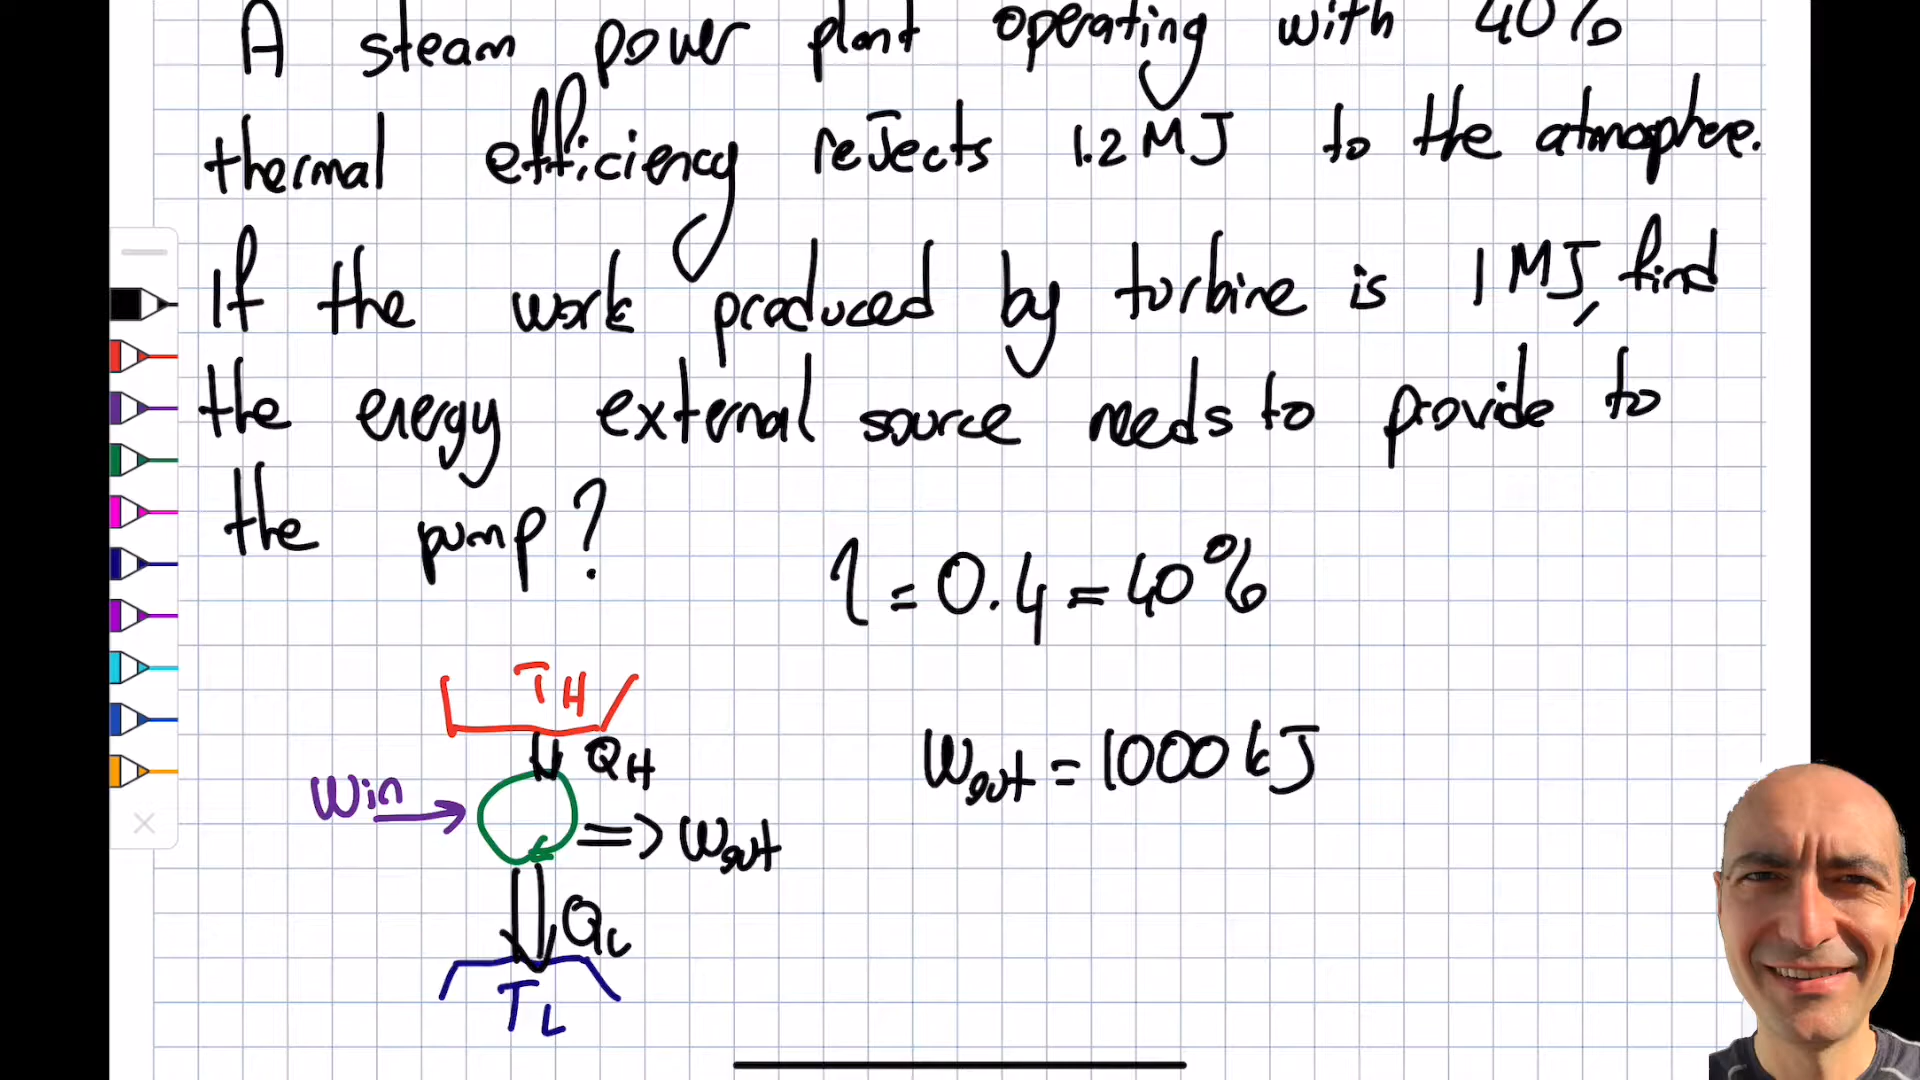 A steam power plant operating with 40%
thermal efficiency reJects 1.2 MJ to the atmosphere.
If the work produced by turbine is 1 MJ, find
the energy external source needs to provide to
the pump?
η = 0.4 = 40%
TH
QH
Win
Wout
Wout = 1000 kJ
QL
TL